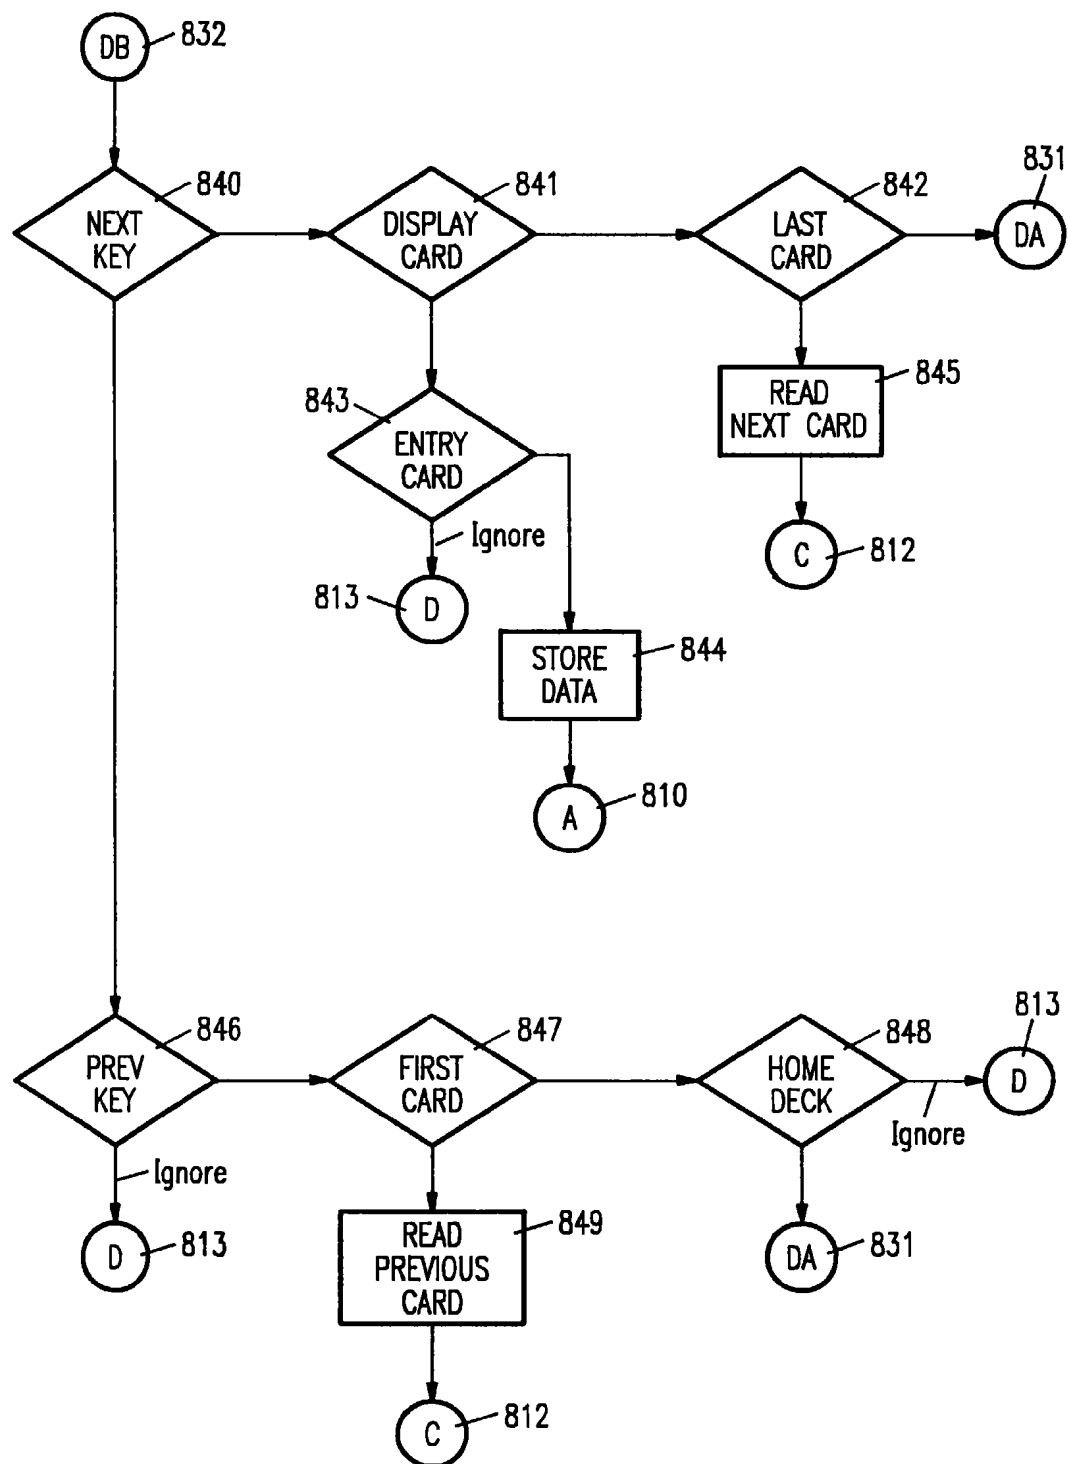 DB
832
NEXT
KEY
840
DISPLAY
CARD
841
LAST
CARD
842
831
DA
843
ENTRY
CARD
Ignore
813
D
READ
NEXT CARD
845
C
812
STORE
DATA
844
A
810
PREV
KEY
846
FIRST
CARD
847
HOME
DECK
848
813
D
Ignore
Ignore
D
813
READ
PREVIOUS
CARD
849
DA
831
C
812